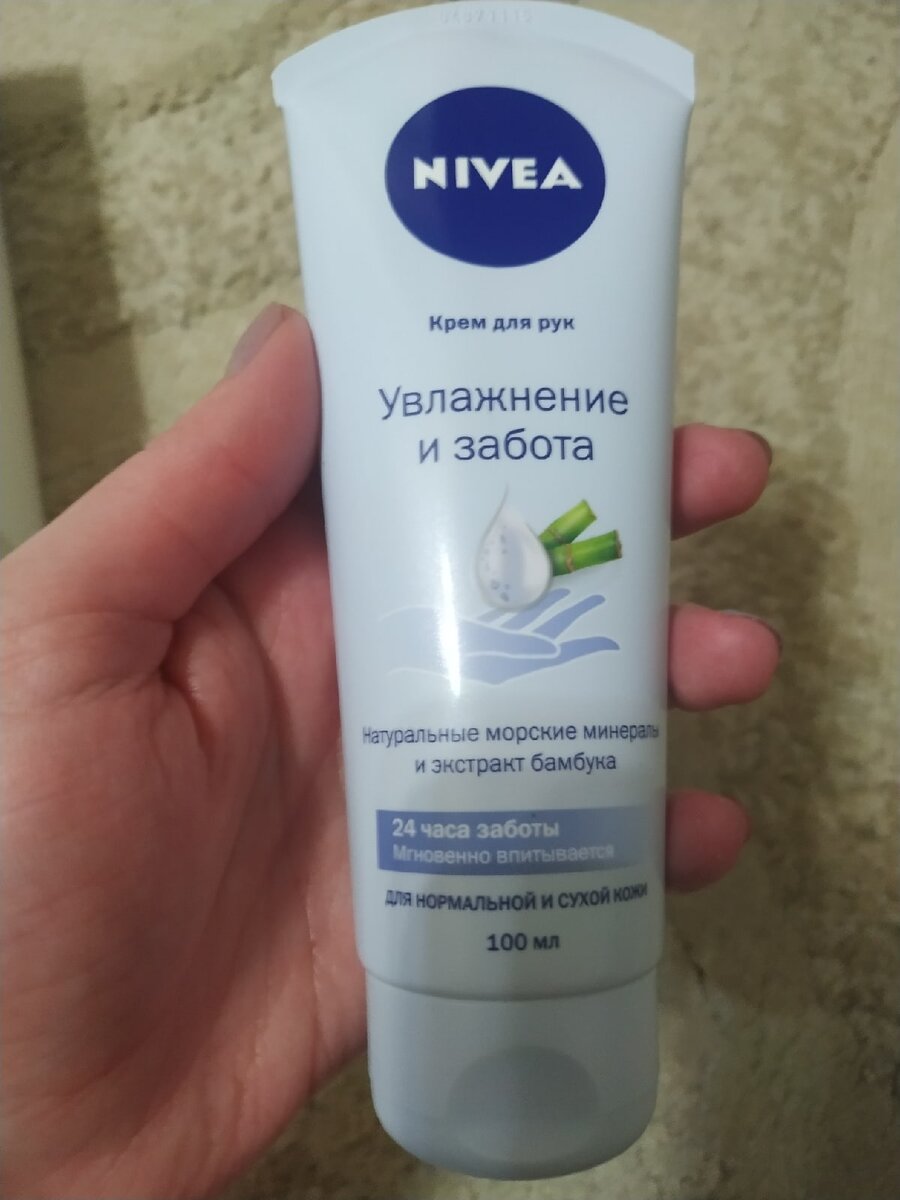 NIVEA
Крем для рук
Увлажнение
и забота
Натуральные морские минералы
и экстракт бамбука
24 часа заботы
Мгновенно впитывается
ДЛЯ НОРМАЛЬНОЙ И СУХОЙ КОЖИ
100 мл